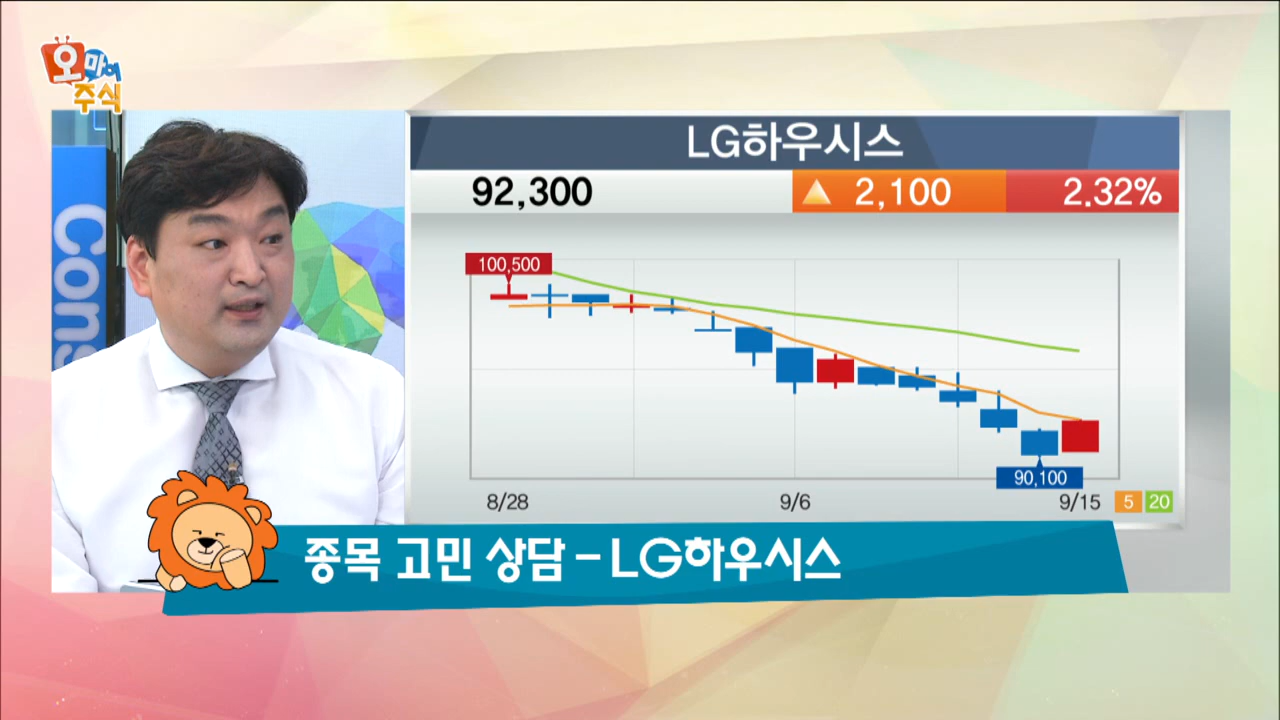 오마이
주식
Cons
LG하우시스
92,300 ▲ 2,100 2.32%
100,500
90,100
8/28 9/6 9/15 5 20
종목 고민 상담-LG하우시스